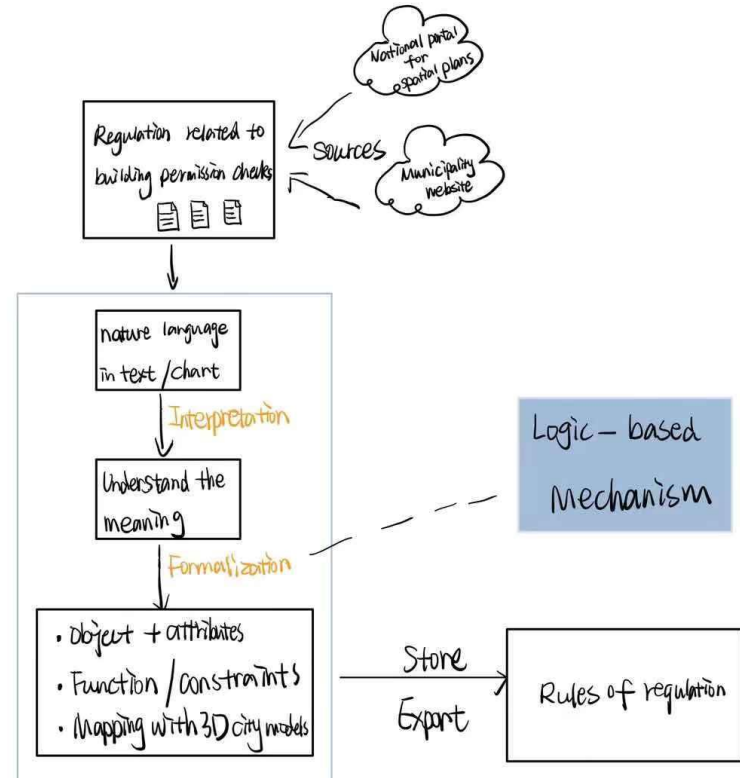 National portal
for
spatial plans
Regulation related to
building permission checks
Sources
Municipality
website
nature language
in text/chart
Interpretation
Understand the
meaning
Formalization
Logic-based
Mechanism
· Object + attributes
· Function/constraints
· Mapping with 3D city models
Store
Export
Rules of regulation